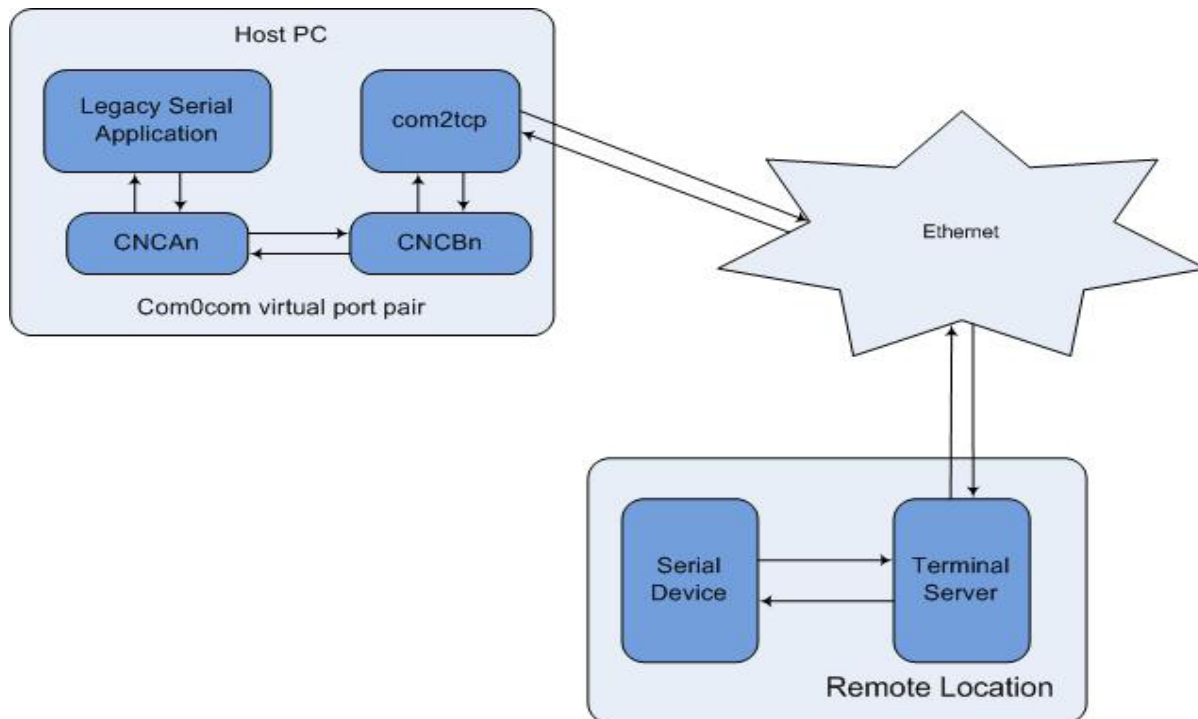 Host PC
Legacy Serial
Application
com2tcp
CNCAn
CNCBn
Com0com virtual port pair
Ethernet
Serial
Device
Terminal
Server
Remote Location